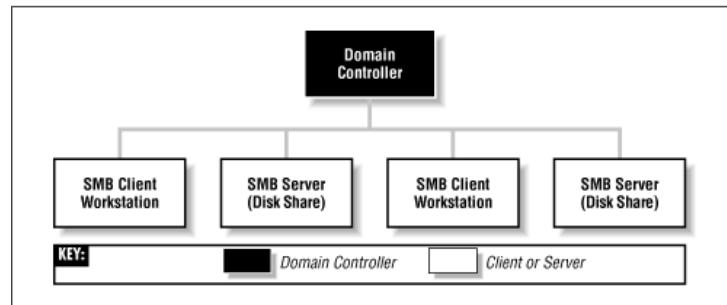 Domain
Controller
SMB Client
Workstation
SMB Server
(Disk Share)
SMB Client
Workstation
SMB Server
(Disk Share)
KEY:
Domain Controller
Client or Server